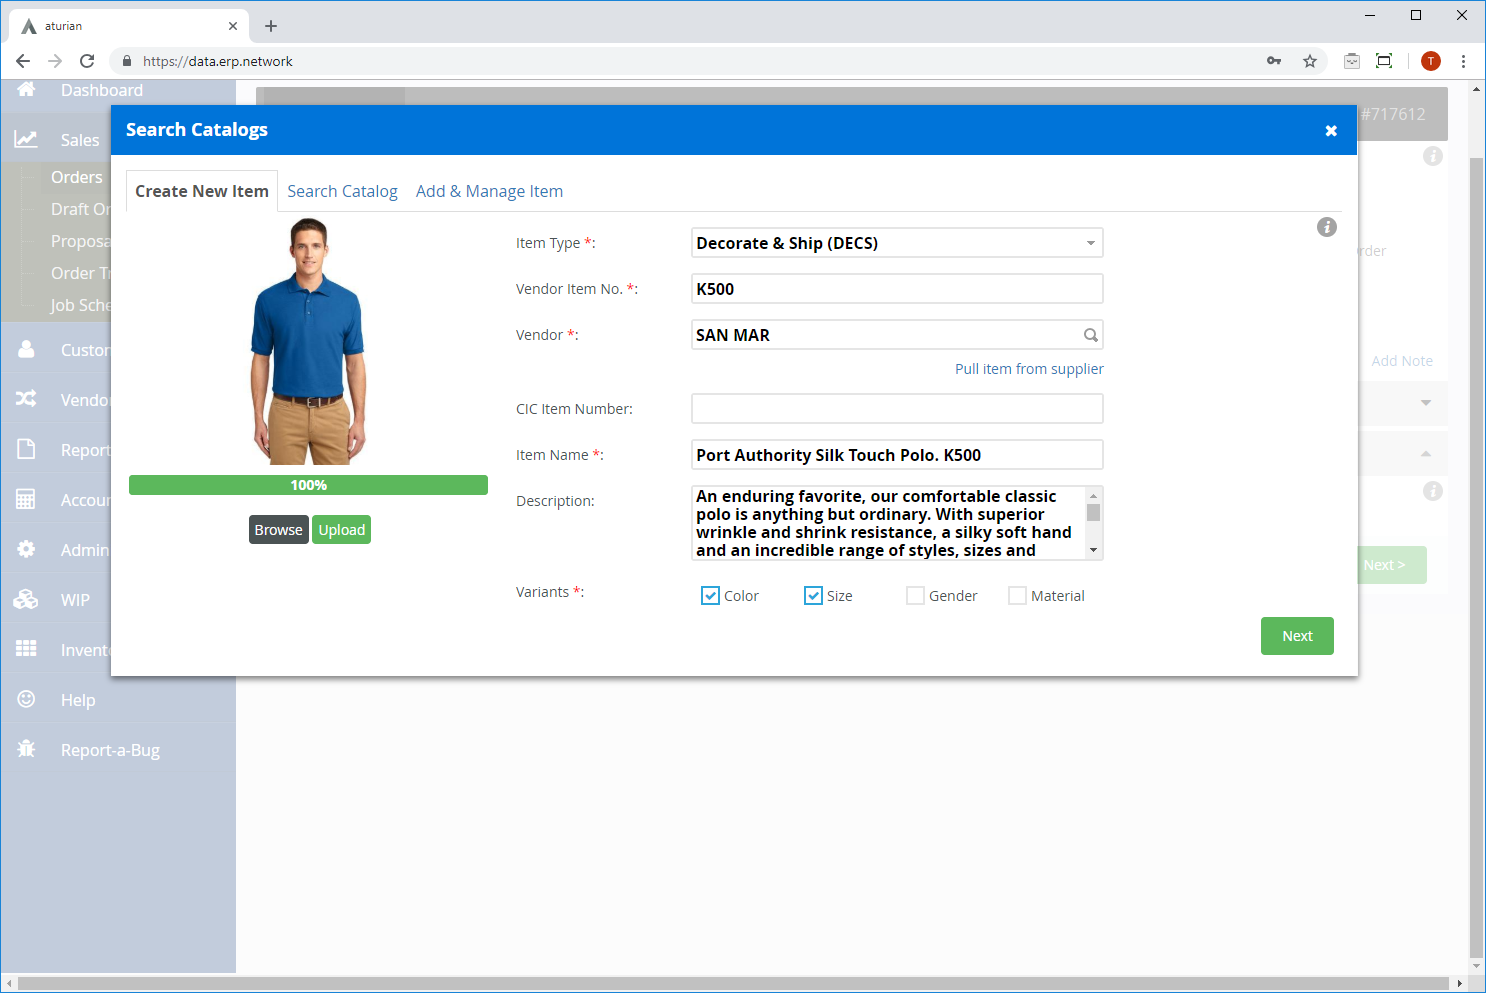 aturian
https://data.erp.network
T
Dashboard
#717612
Search Catalogs
Sales
Create New Item
Search Catalog
Add & Manage Item
Orders
Draft Or
Proposa
Order Tr
Job Sche
Item Type *:
Decorate & Ship (DECS)
rder
Vendor Item No. *:
K500
Vendor *:
SAN MAR
Pull item from supplier
Custor
Add Note
Vendo
CIC Item Number:
Report
Item Name *:
Port Authority Silk Touch Polo. K500
100%
Accour
Description:
An enduring favorite, our comfortable classic
polo is anything but ordinary. With superior
wrinkle and shrink resistance, a silky soft hand
and an incredible range of styles, sizes and
Browse
Upload
Admin
Next >
Variants *:
Color
Size
Gender
Material
WIP
Next
Invento
Help
Report-a-Bug